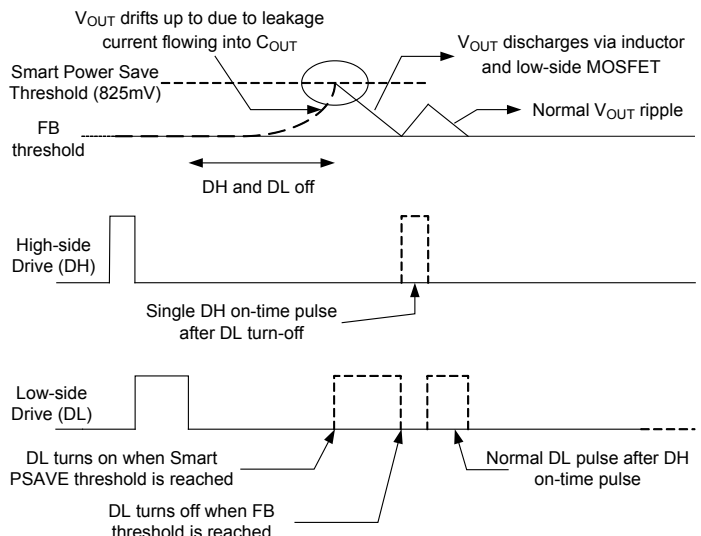 VOUT drifts up to due to leakage
current flowing into COUT
VOUT discharges via inductor
and low-side MOSFET
Smart Power Save
Threshold (825mV)
Normal VOUT ripple
FB
threshold
DH and DL off
High-side
Drive (DH)
Single DH on-time pulse
after DL turn-off
Low-side
Drive (DL)
DL turns on when Smart
PSAVE threshold is reached
Normal DL pulse after DH
on-time pulse
DL turns off when FB
threshold is reached